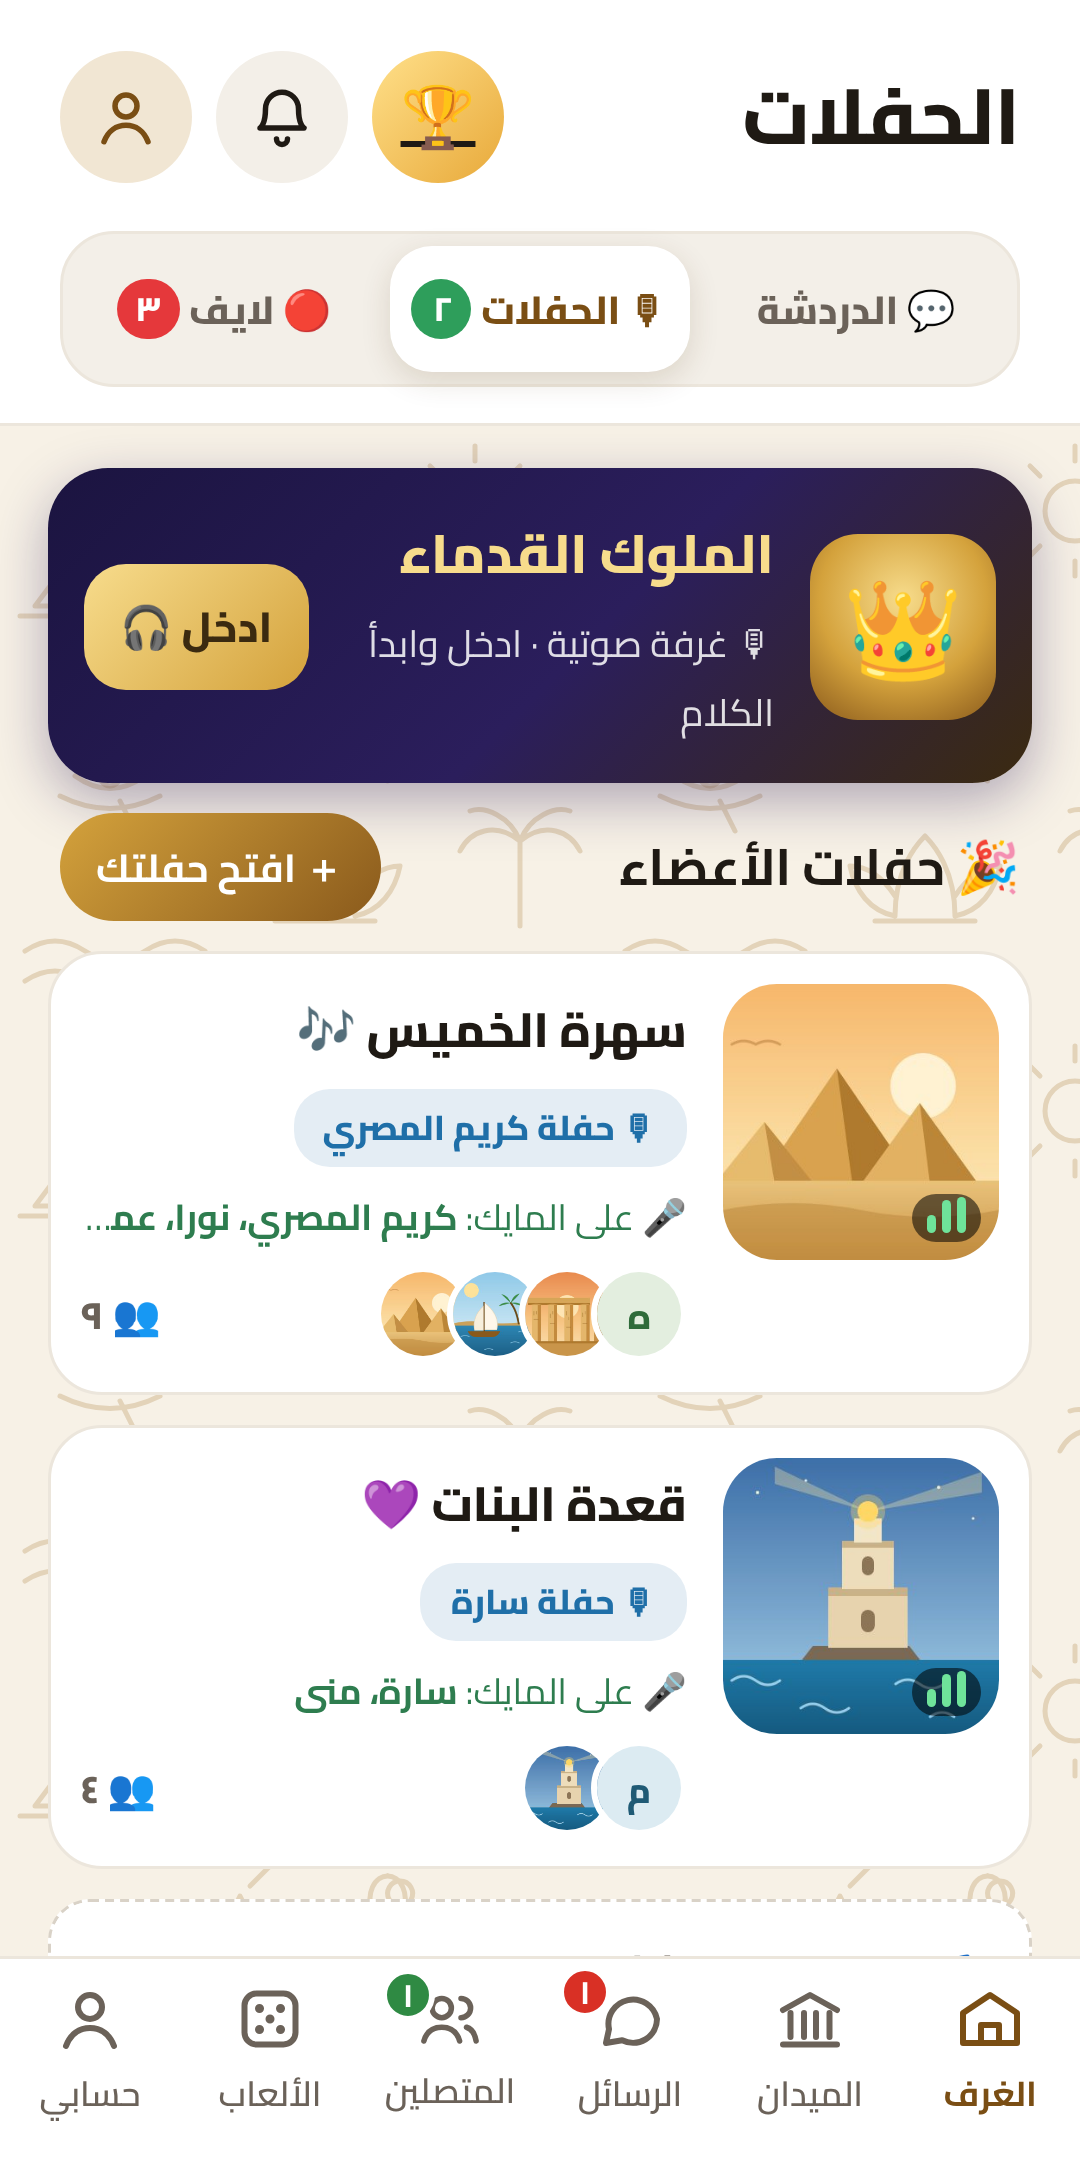 الحفلات
💬 الدردشة
🎙 الحفلات ٢
🔴 لايف ٣
الملوك القدماء
🎙 غرفة صوتية · ادخل وابدأ
الكلام
ادخل 🎧
🎉 حفلات الأعضاء
+ افتح حفلتك
سهرة الخميس 🎶
🎙 حفلة كريم المصري
🎤 على المايك: كريم المصري، نورا، عمـ...
ه
👥 ٩
قعدة البنات 💜
🎙 حفلة سارة
🎤 على المايك: سارة، منى
م
👥 ٤
الغرف
الميدان
الرسائل ١
المتصلين ١
الألعاب
حسابي